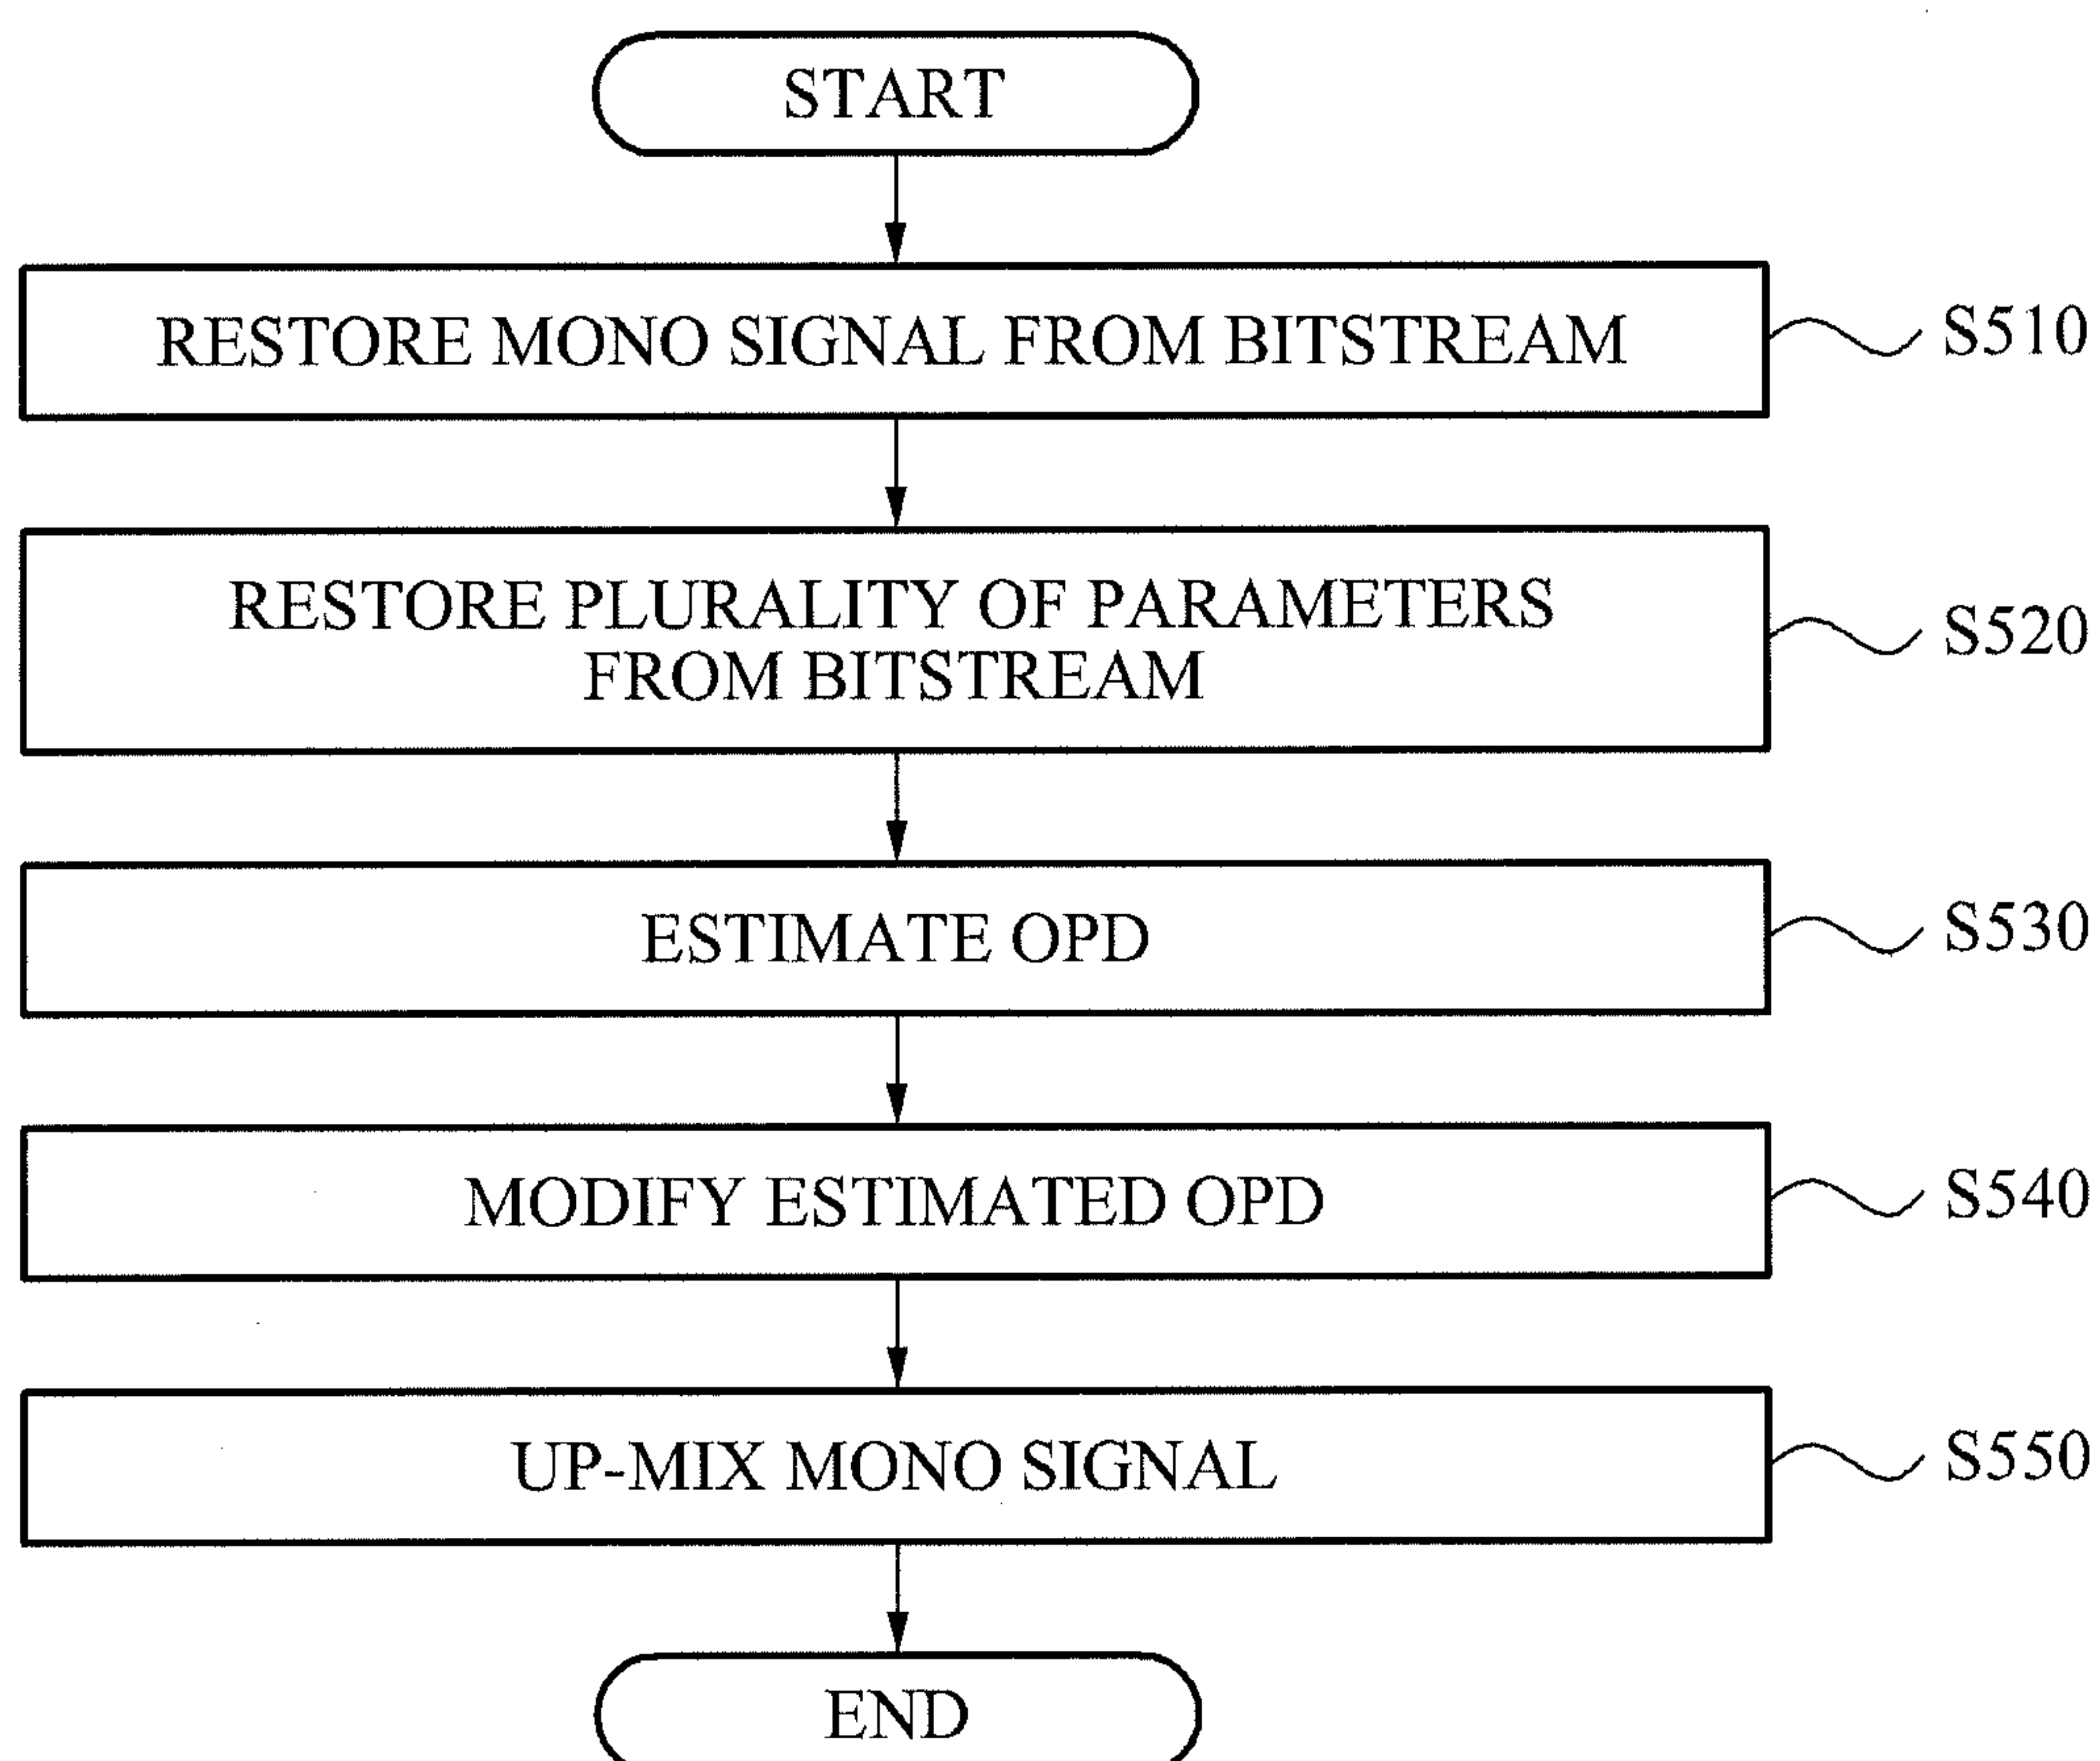 START
RESTORE MONO SIGNAL FROM BITSTREAM
S510
RESTORE PLURALITY OF PARAMETERS
FROM BITSTREAM
S520
ESTIMATE OPD
S530
MODIFY ESTIMATED OPD
S540
UP-MIX MONO SIGNAL
S550
END